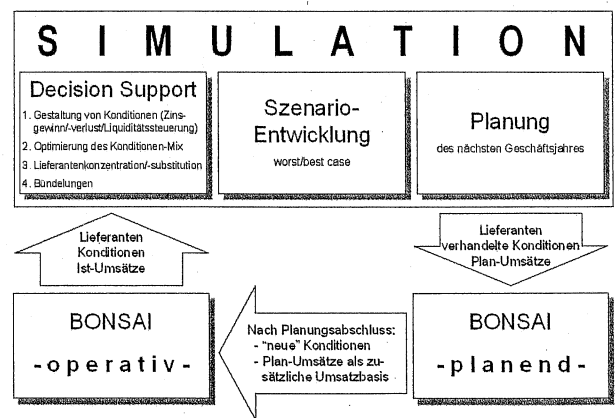 S I M U L A T I O N
Decision Support
1. Gestaltung von Konditionen (Zins-
gewinn/-verlust/Liquiditätssteuerung)
2. Optimierung des Konditionen-Mix
3. Lieferantenkonzentration/-substitution
4. Bündelungen
Szenario-
Entwicklung
worst/best case
Planung
des nächsten Geschäftsjahres
Lieferanten
Konditionen
Ist-Umsätze
Lieferanten
verhandelte Konditionen
Plan-Umsätze
BONSAI
- o p e r a t i v -
Nach Planungsabschluss:
- "neue" Konditionen
- Plan-Umsätze als zu-
sätzliche Umsatzbasis
BONSAI
- p l a n e n d -